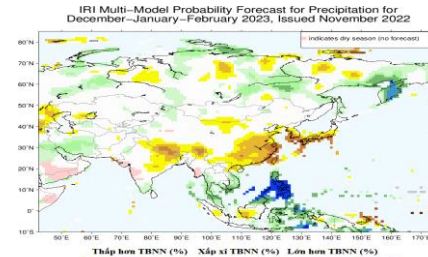 IRI Multi-Model Probability Forecast for Precipitation for
December-January-February 2023, Issued November 2022
indicates dry season (no forecast)
80°N
70°N
60°N
50°N
40°N
30°N
20°N
10°N
0°
10°S
50°E 60°E 70°E 80°E 90°E 100°E 110°E 120°E 130°E 140°E 150°E 160°E 170°E
Thấp hơn TBNN (%) Xấp xỉ TBNN (%) Lớn hơn TBNN (%)